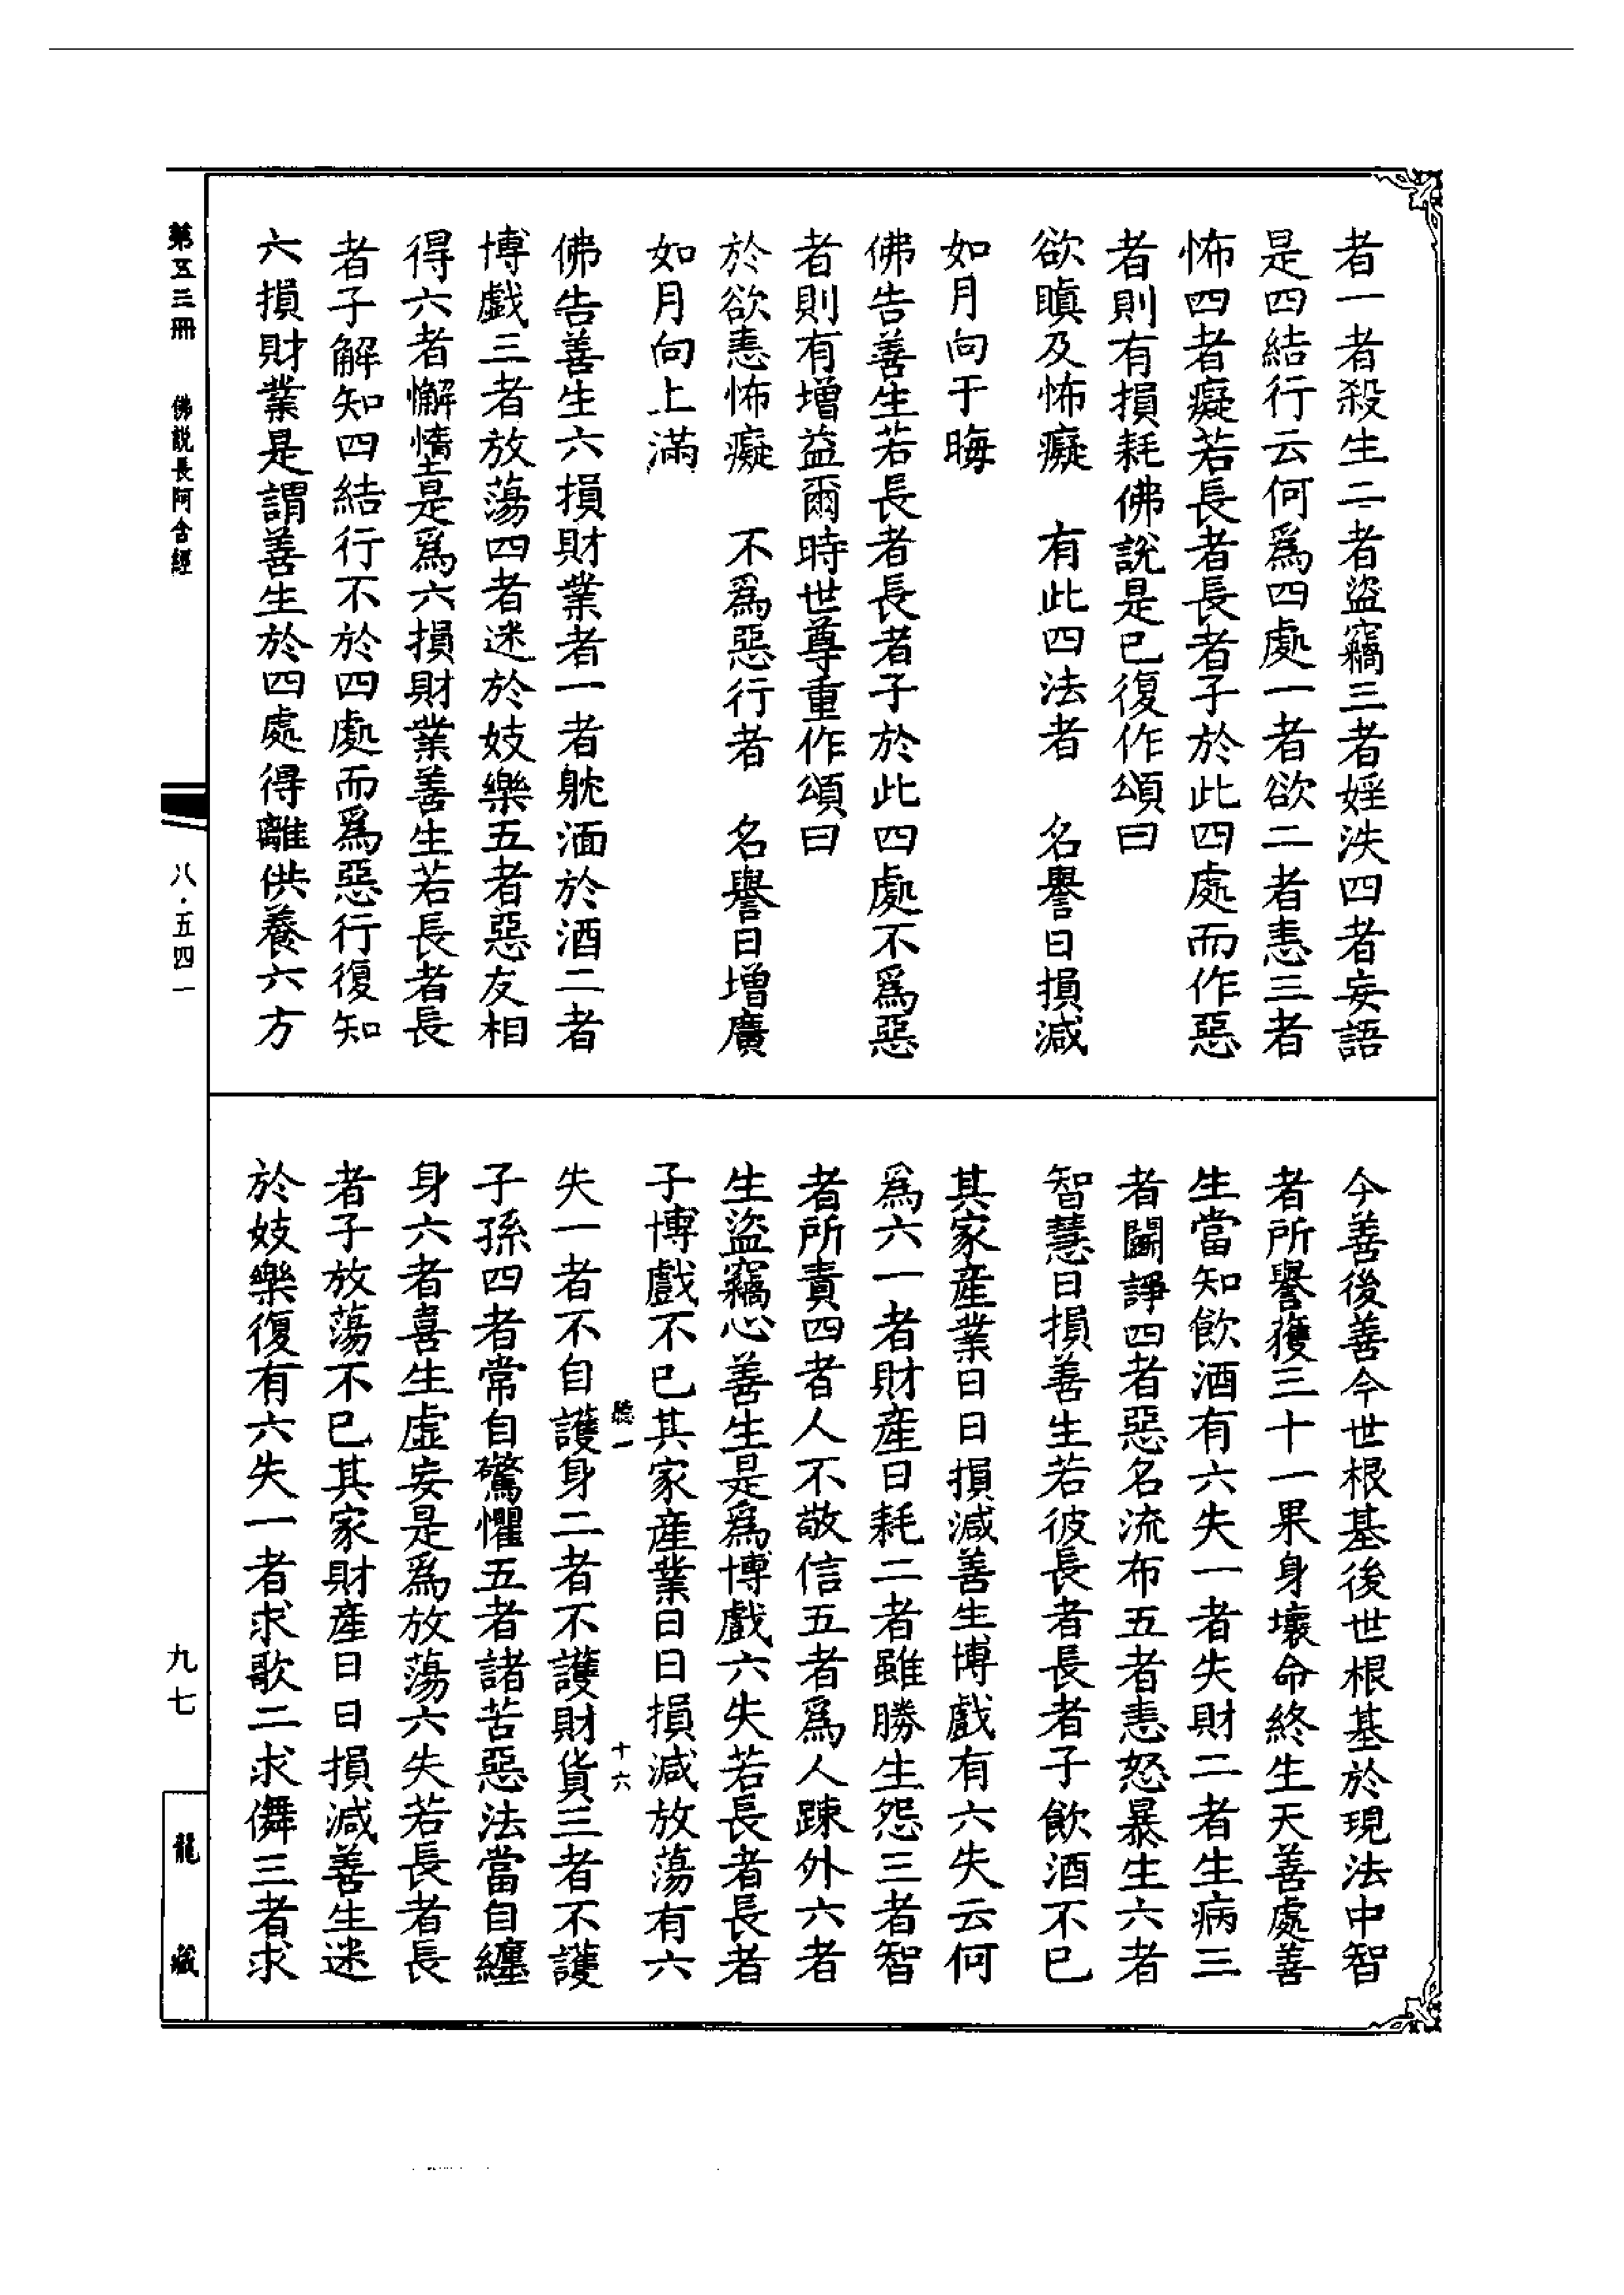 者一者殺生二者盜竊三者婬泆四者妄語
是四結行云何爲四處一者欲二者恚三者
怖四者癡若長者長者子於此四處而作惡
者則有損耗佛說是已復作頌曰
欲瞋及怖癡　有此四法者　名譽日損減
如月向于晦
佛告善生若長者長者子於此四處不爲惡
者則有增益爾時世尊重作頌曰
於欲恚怖癡　不爲惡行者　名譽日增廣
如月向上滿
佛告善生六損財業者一者躭湎於酒二者
博戲三者放蕩四者迷於妓樂五者惡友相
得六者懈惰是爲六損財業善生若長者長
者子解知四結行不於四處而爲惡行復知
六損財業是謂善生於四處得離供養六方
今善後善今世根基後世根基於現法中智
者所譽獲三十一果身壞命終生天善處善
生當知飲酒有六失一者失財二者生病三
者鬪諍四者惡名流布五者恚怒暴生六者
智慧日損善生若彼長者長者子飲酒不已
其家產業日日損減善生博戲有六失云何
爲六一者財產日耗二者雖勝生怨三者智
者所責四者人不敬信五者爲人踈外六者
生盜竊心善生是爲博戲六失若長者長者
子博戲不已其家產業日日損減放蕩有六
聽一　十六
失一者不自護身二者不護財貨三者不護
子孫四者常自驚懼五者諸苦惡法當自纏
身六者喜生虛妄是爲放蕩六失若長者長
者子放蕩不已其家財產日日損減善生迷
於妓樂復有六失一者求歌二求儛三者求
第五三冊　佛説長阿含經
八·五四一
九七
龍藏